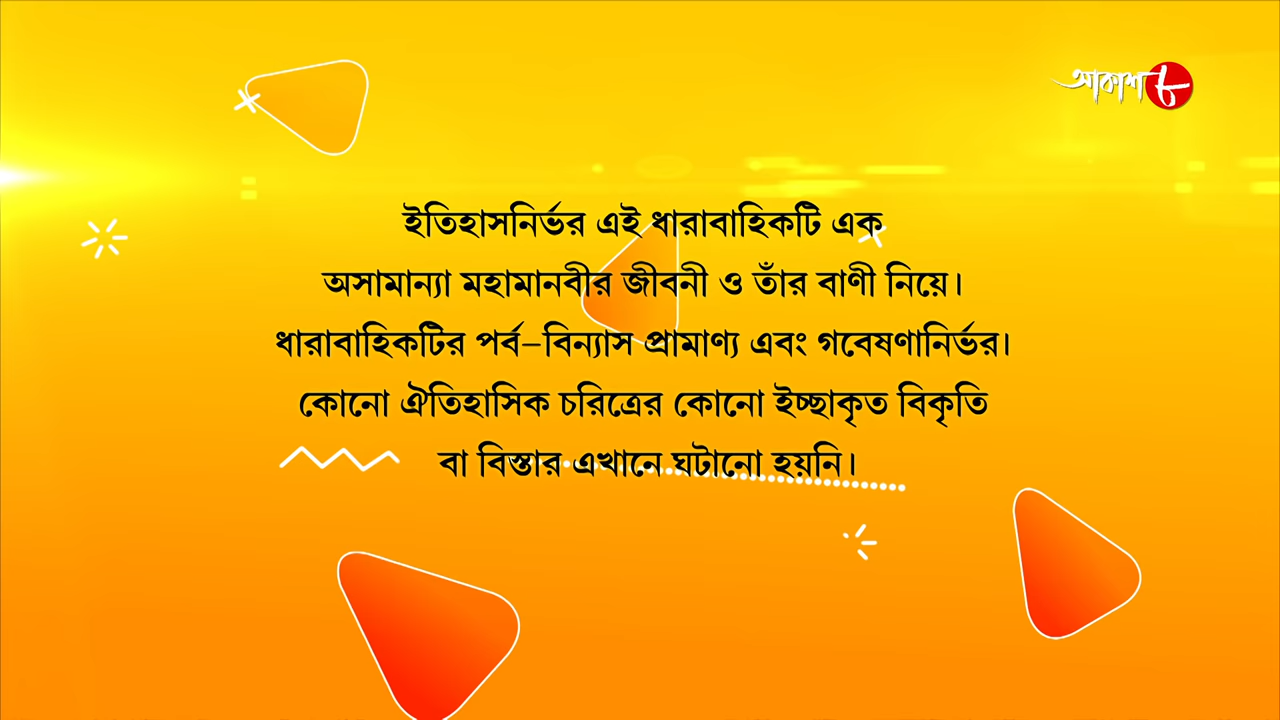 আকাশ ৮
ইতিহাসনির্ভর এই ধারাবাহিকটি এক
অসামান্যা মহামানবীর জীবনী ও তাঁর বাণী নিয়ে।
ধারাবাহিকটির পর্ব–বিন্যাস প্রামাণ্য এবং গবেষণানির্ভর।
কোনো ঐতিহাসিক চরিত্রের কোনো ইচ্ছাকৃত বিকৃতি
বা বিস্তার এখানে ঘটানো হয়নি।